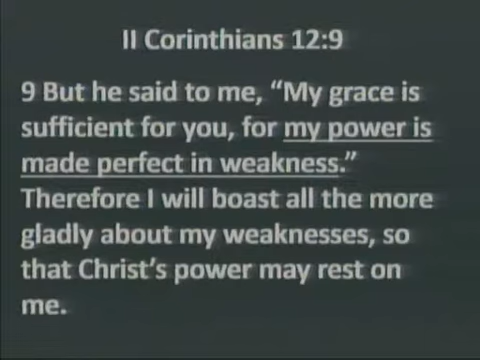 II Corinthians 12:9
9 But he said to me, “My grace is
sufficient for you, for my power is
made perfect in weakness.”
Therefore I will boast all the more
gladly about my weaknesses, so
that Christ’s power may rest on
me.